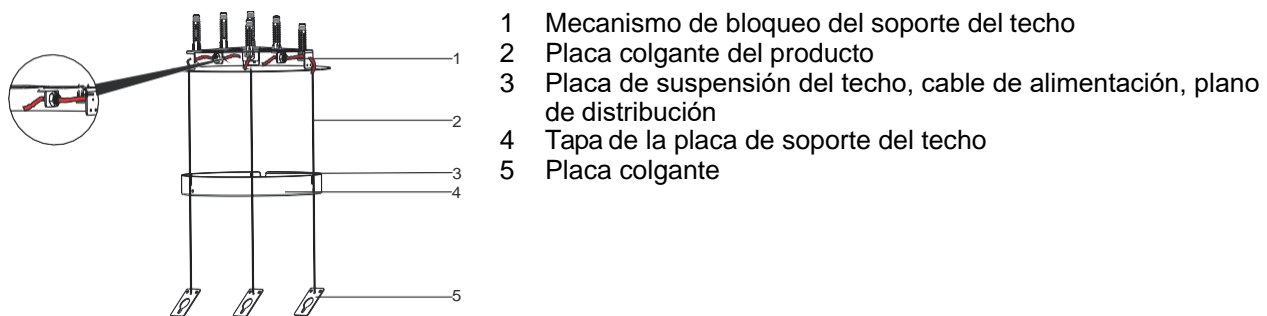 1
2
3
4
5
1 Mecanismo de bloqueo del soporte del techo
2 Placa colgante del producto
3 Placa de suspensión del techo, cable de alimentación, plano
de distribución
4 Tapa de la placa de soporte del techo
5 Placa colgante